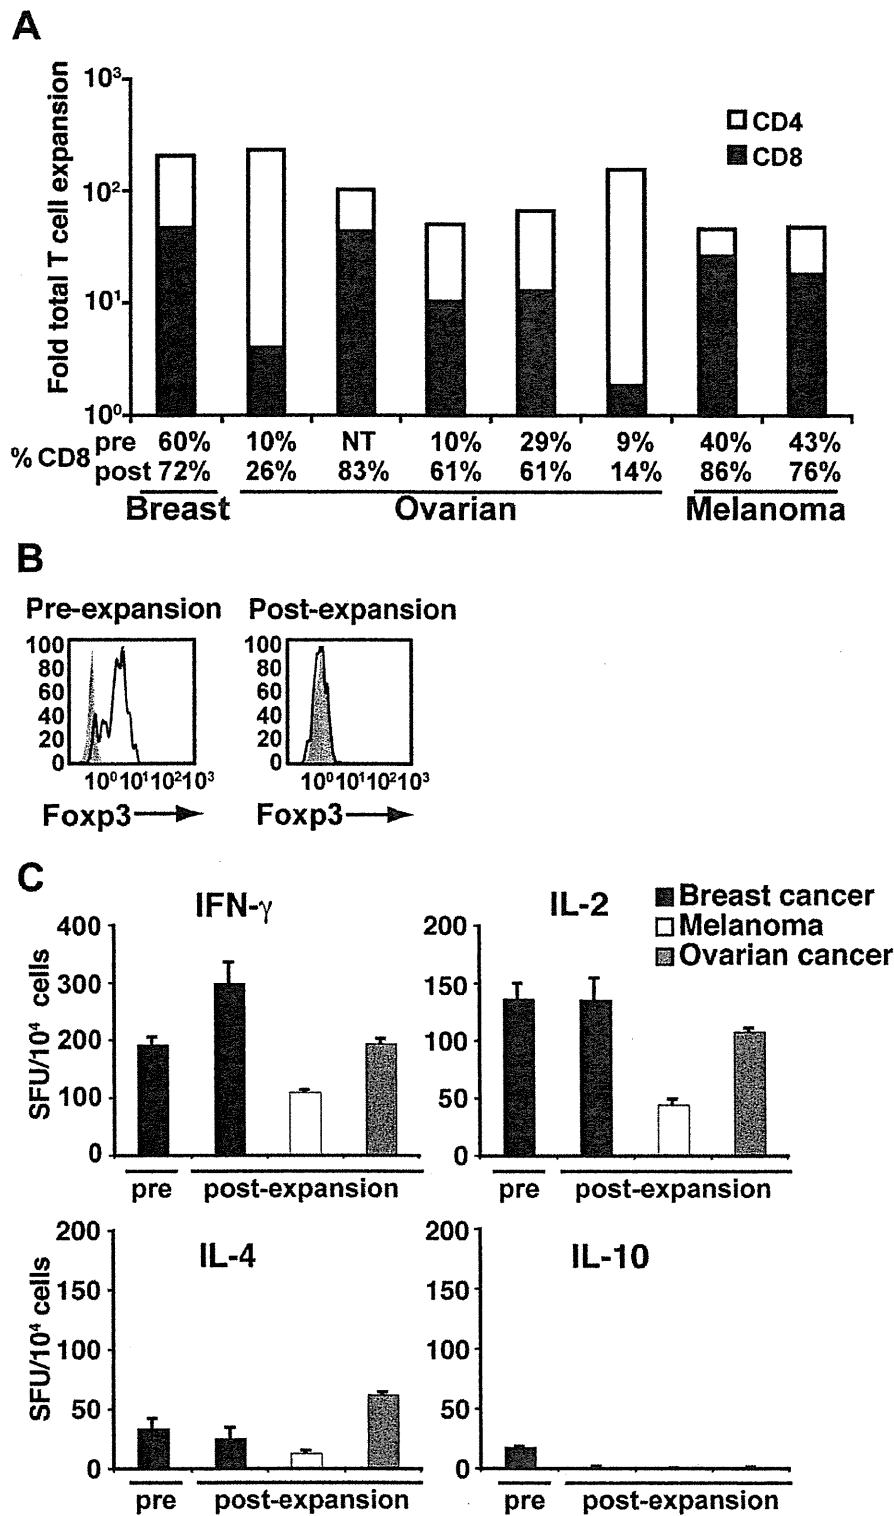 A
Fold total T cell expansion
10³
10²
10¹
10⁰
CD4
CD8
% CD8
pre 60% 10% NT 10% 29% 9% 40% 43%
post 72% 26% 83% 61% 61% 14% 86% 76%
Breast Ovarian Melanoma
B
Pre-expansion Post-expansion
100 100
80 80
60 60
40 40
20 20
0 0
10⁰10¹10²10³ 10⁰10¹10²10³
Foxp3 Foxp3
C
IFN-γ IL-2
Breast cancer
Melanoma
Ovarian cancer
SFU/10⁴ cells
400 200
300 150
200 100
100 50
0 0
pre post-expansion pre post-expansion
IL-4 IL-10
SFU/10⁴ cells
200 200
150 150
100 100
50 50
0 0
pre post-expansion pre post-expansion